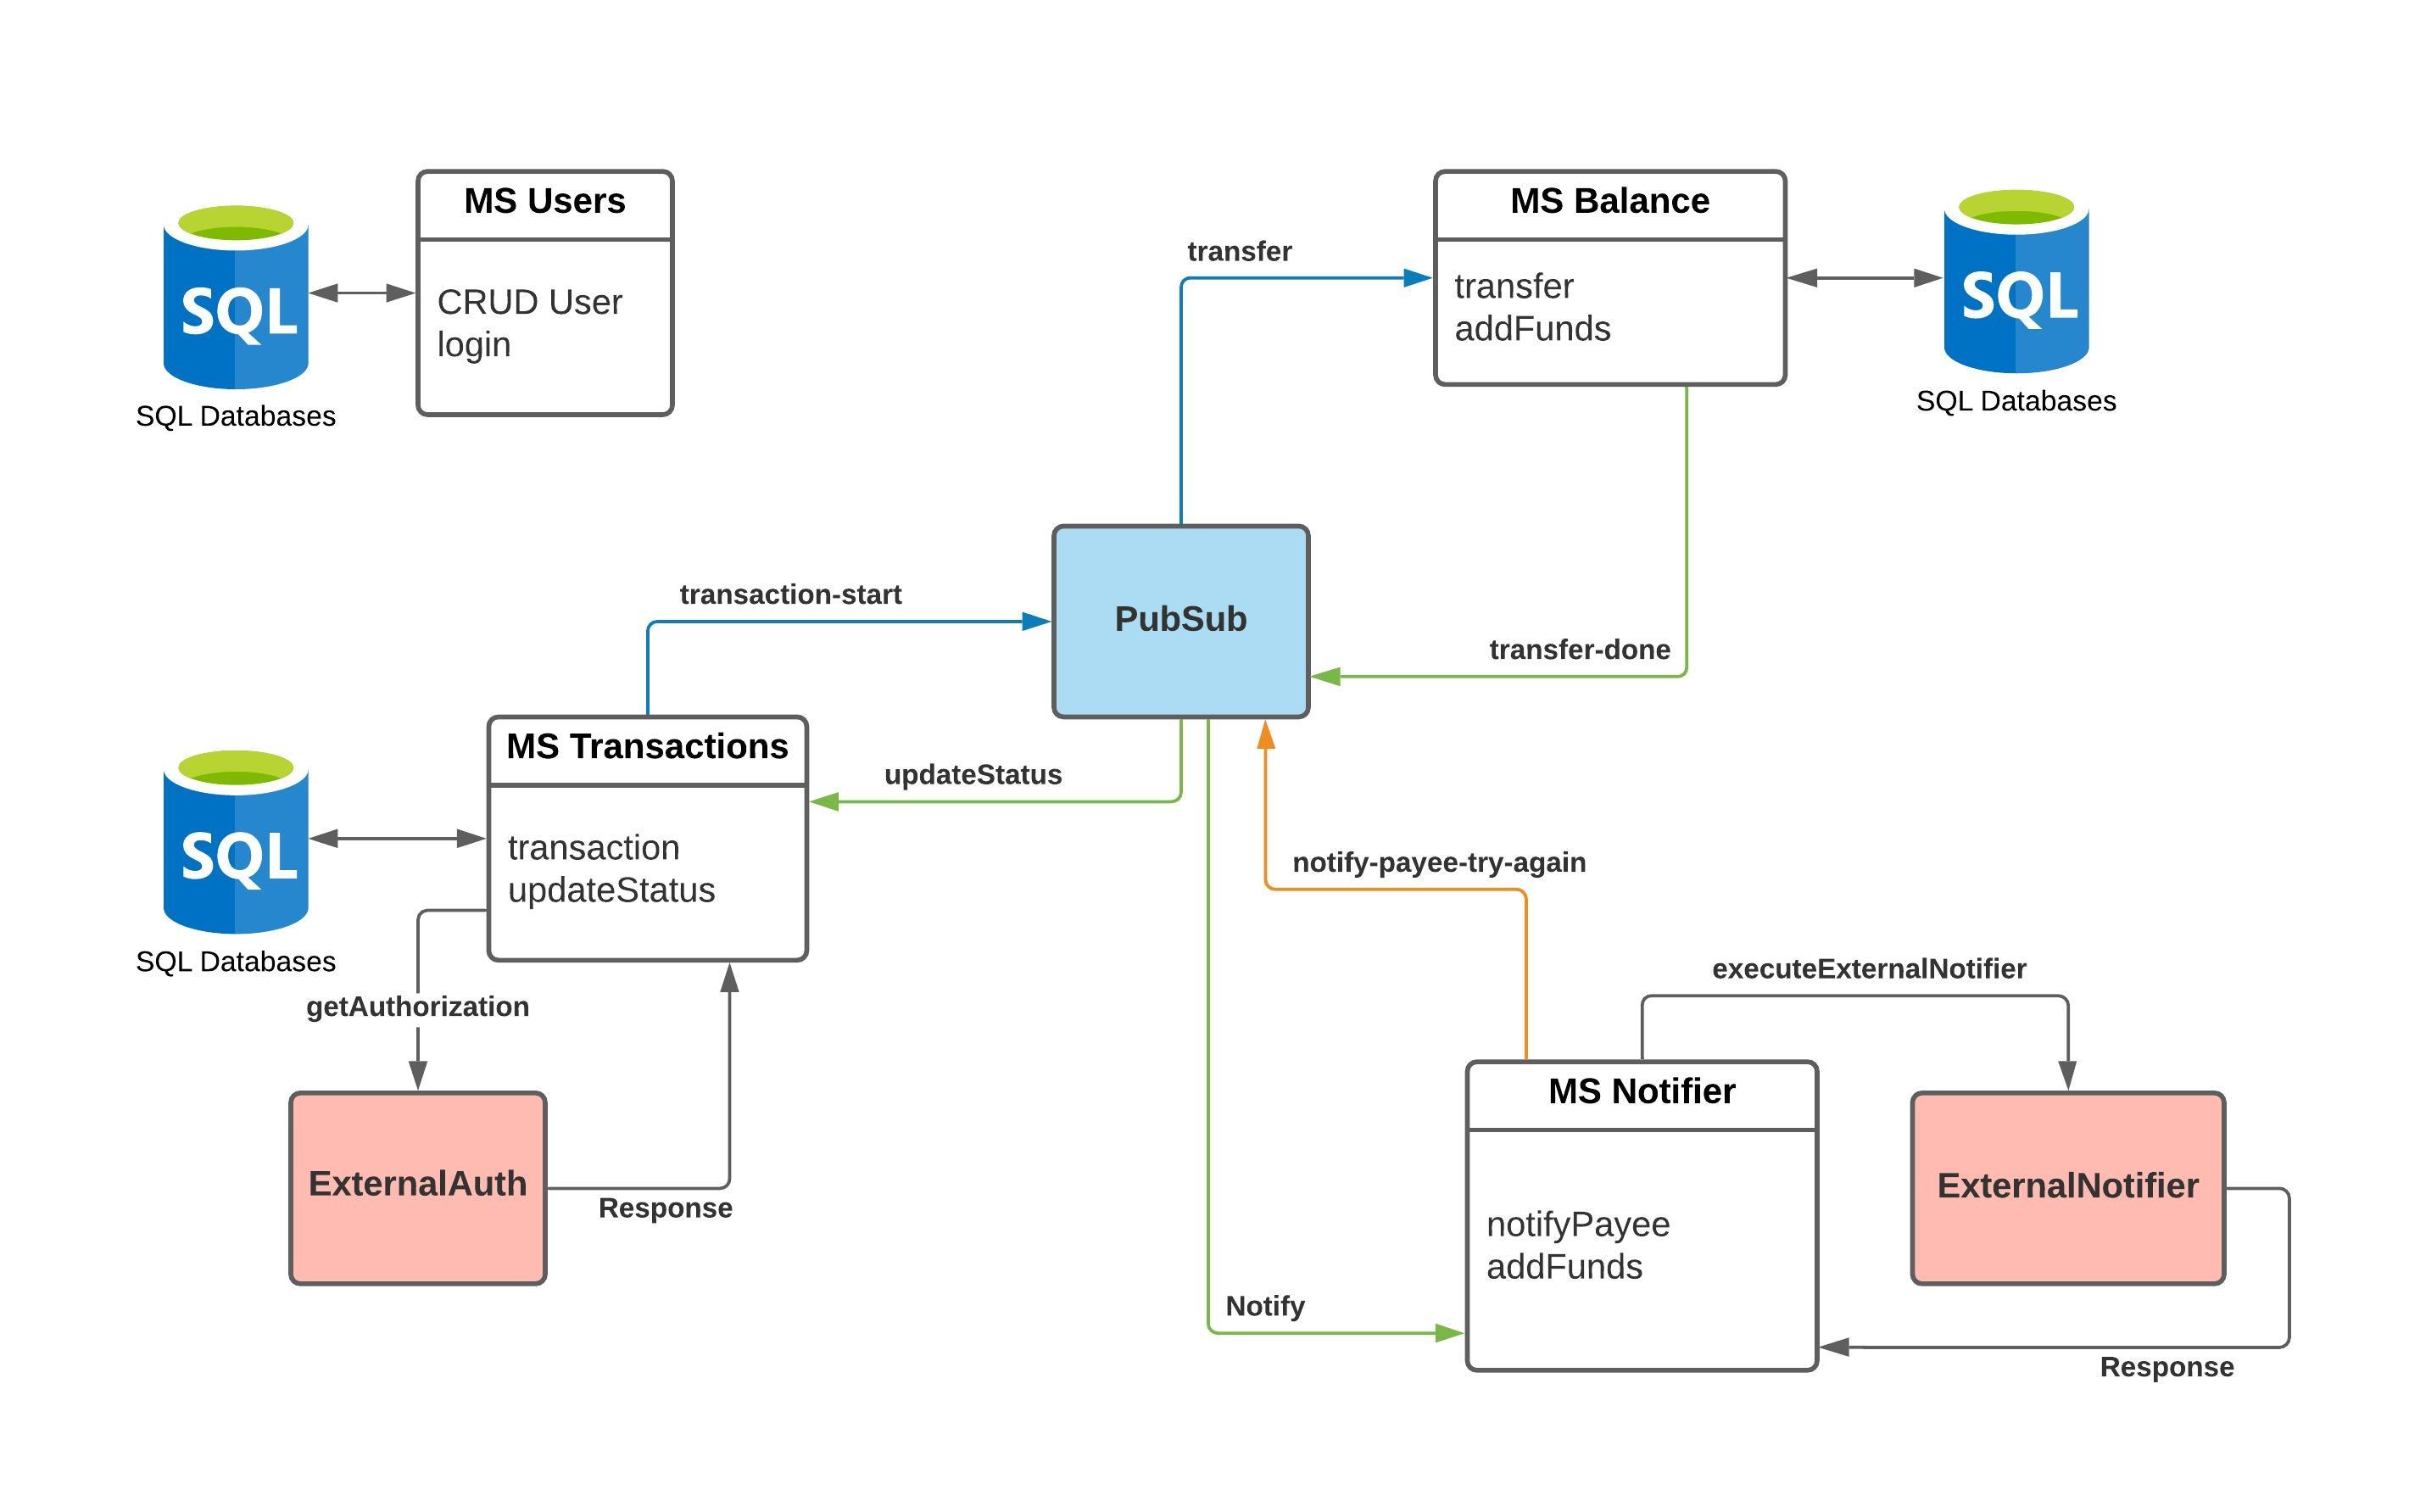 MS Users
CRUD User
login
SQL
SQL Databases
MS Balance
transfer
addFunds
SQL
SQL Databases
transfer
PubSub
transaction-start
transfer-done
MS Transactions
transaction
updateStatus
SQL
SQL Databases
updateStatus
notify-payee-try-again
getAuthorization
ExternalAuth
Response
executeExternalNotifier
MS Notifier
notifyPayee
addFunds
ExternalNotifier
Notify
Response